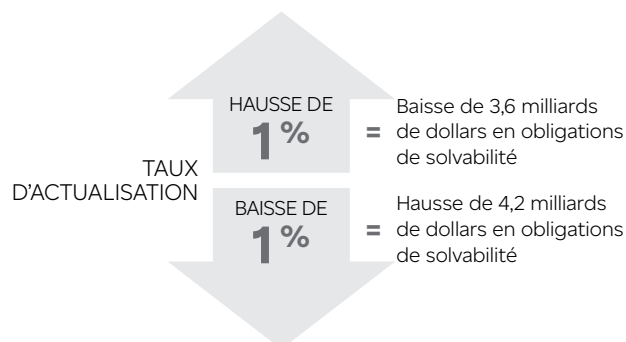 HAUSSE DE
1 %
=
Baisse de 3,6 milliards
de dollars en obligations
de solvabilité
TAUX
D’ACTUALISATION
BAISSE DE
1 %
=
Hausse de 4,2 milliards
de dollars en obligations
de solvabilité